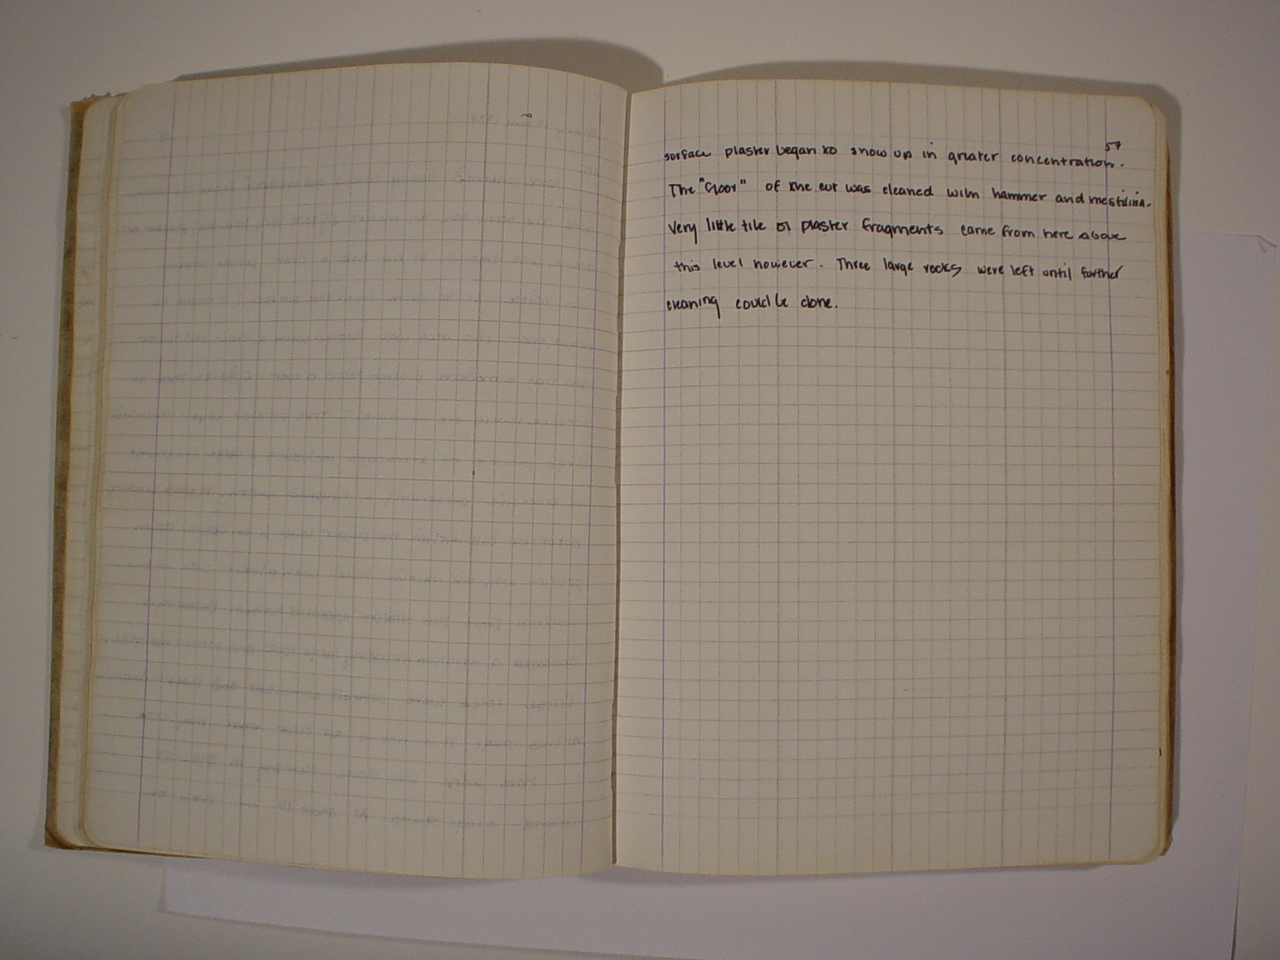 57
surface plaster began to show up in greater concentration.
The "floor" of the cut was cleaned with hammer and
Very little tile or plaster fragments came from here above
this level however. Three large rocks were left until further
cleaning could be done.